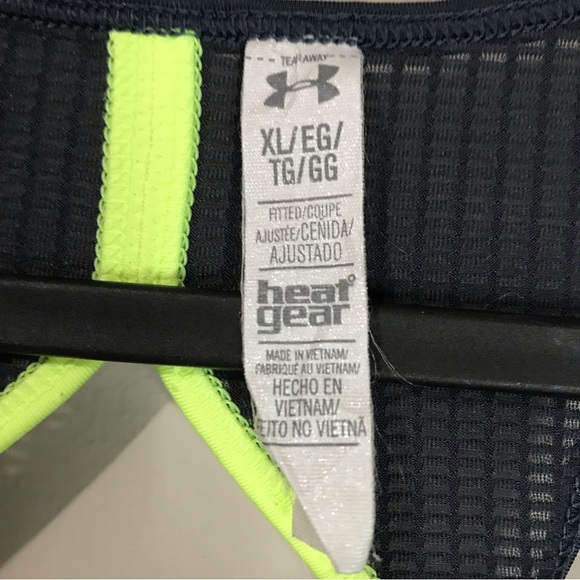 TEAR AWAY
XL/EG/
TG/GG
FITTED/COUPE
AJUSTÉE/CENIDA/
AJUSTADO
heat
gear
MADE IN VIETNAM/
FABRIQUÉ AU VIETNAM/
HECHO EN
VIETNAM/
FEITO NO VIETNÃ